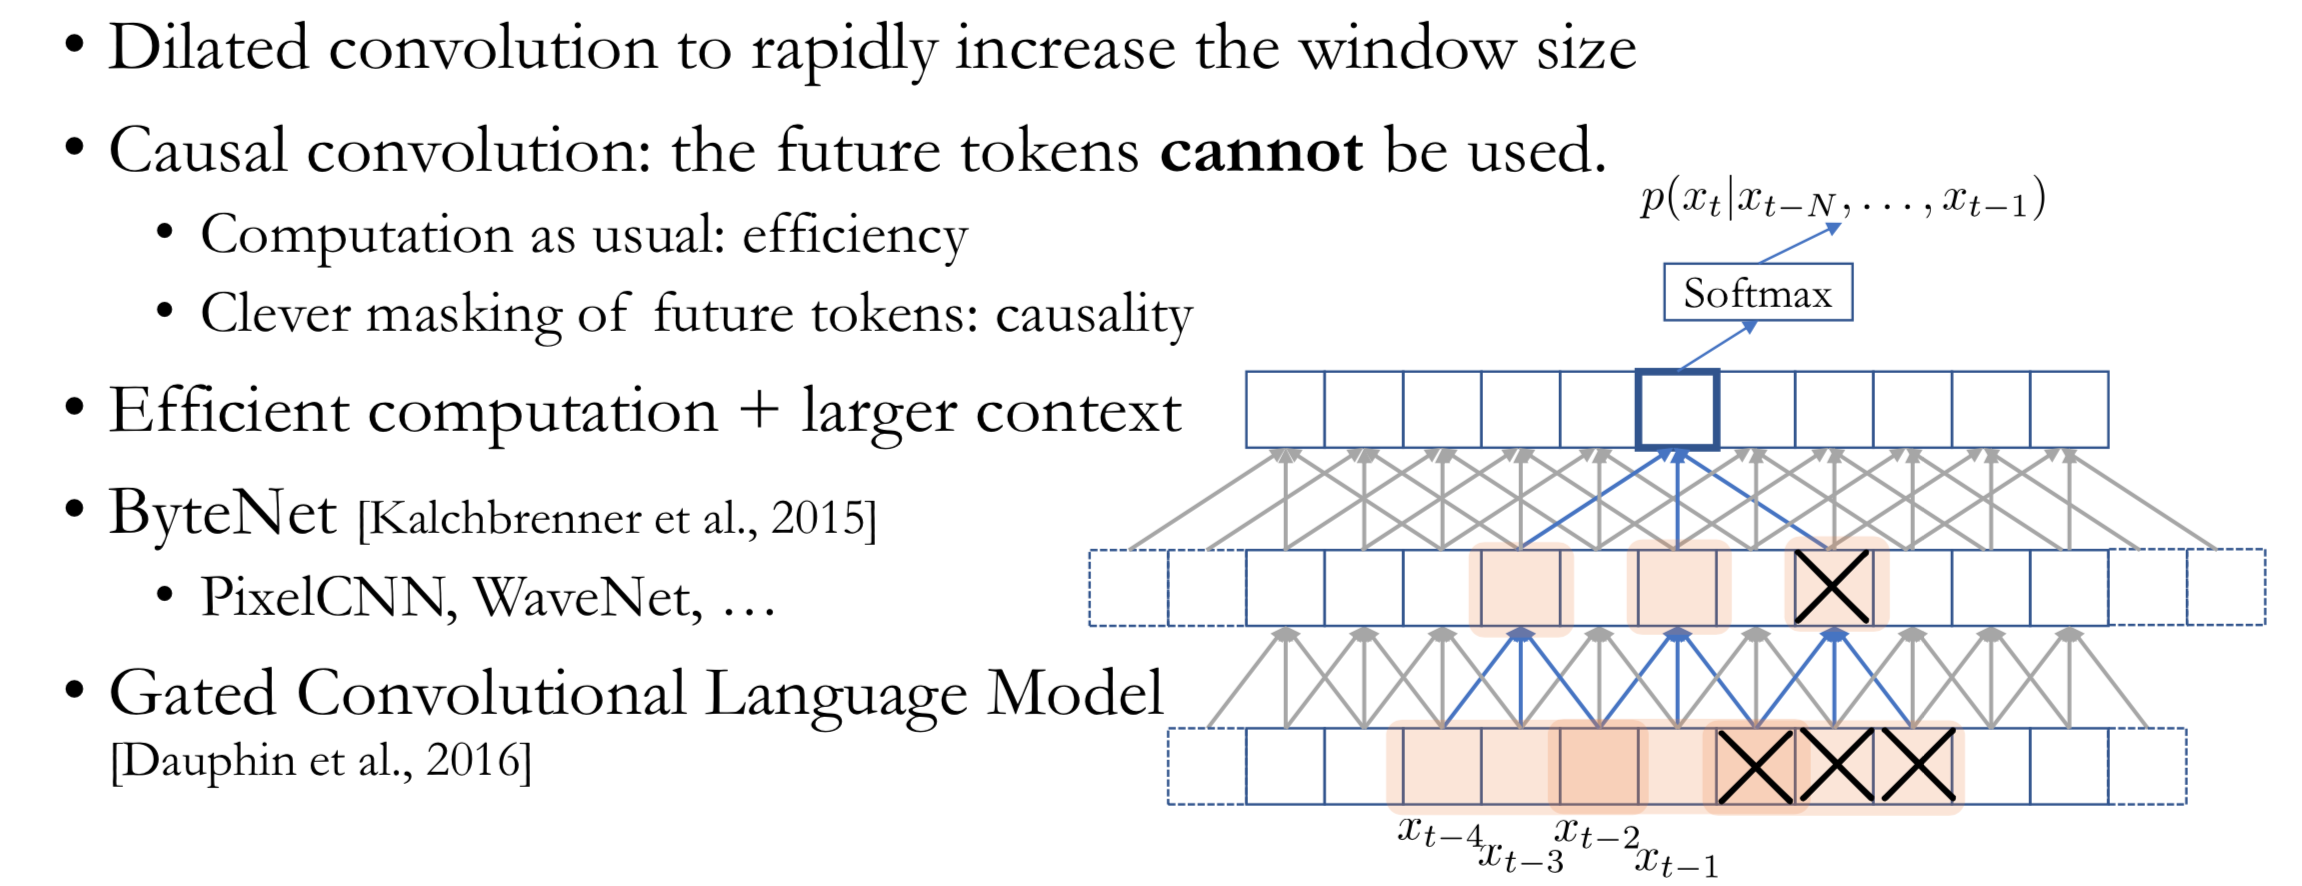 • Dilated convolution to rapidly increase the window size
• Causal convolution: the future tokens cannot be used.
• Computation as usual: efficiency
• Clever masking of future tokens: causality
• Efficient computation + larger context
• ByteNet [Kalchbrenner et al., 2015]
• PixelCNN, WaveNet, …
• Gated Convolutional Language Model
[Dauphin et al., 2016]
p(x_t|x_{t−N}, . . . , x_{t−1})
Softmax
x_{t−4}
x_{t−3}
x_{t−2}
x_{t−1}